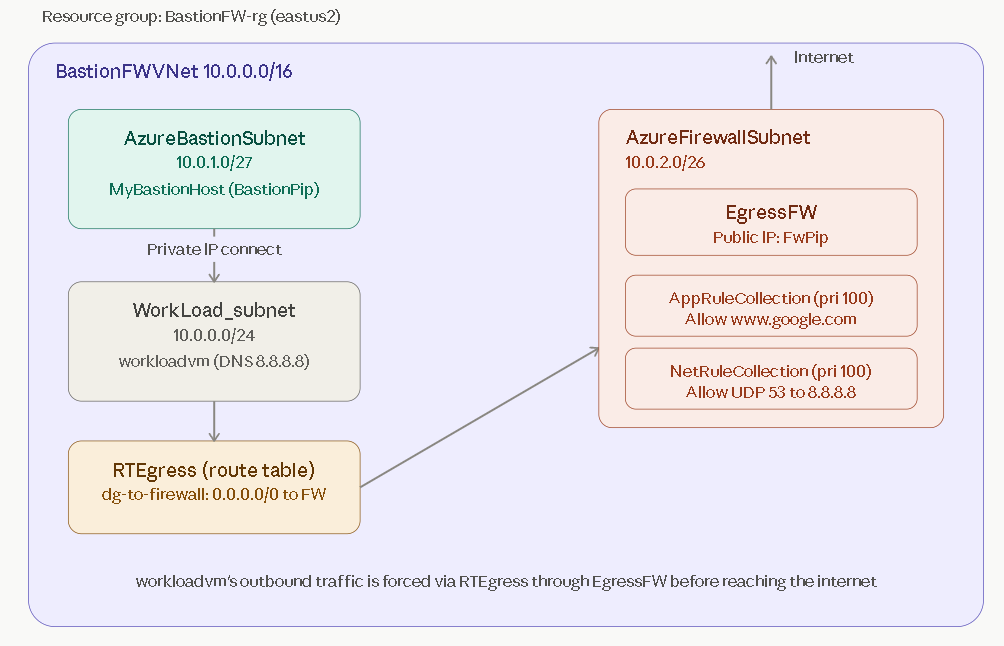 Resource group: BastionFW-rg (eastus2)
BastionFWVNet 10.0.0.0/16
Internet
AzureBastionSubnet
10.0.1.0/27
MyBastionHost (BastionPip)
Private IP connect
WorkLoad_subnet
10.0.0.0/24
workloadvm (DNS 8.8.8.8)
RTEgress (route table)
dg-to-firewall: 0.0.0.0/0 to FW
AzureFirewallSubnet
10.0.2.0/26
EgressFW
Public IP: FwPip
AppRuleCollection (pri 100)
Allow www.google.com
NetRuleCollection (pri 100)
Allow UDP 53 to 8.8.8.8
workloadvm's outbound traffic is forced via RTEgress through EgressFW before reaching the internet